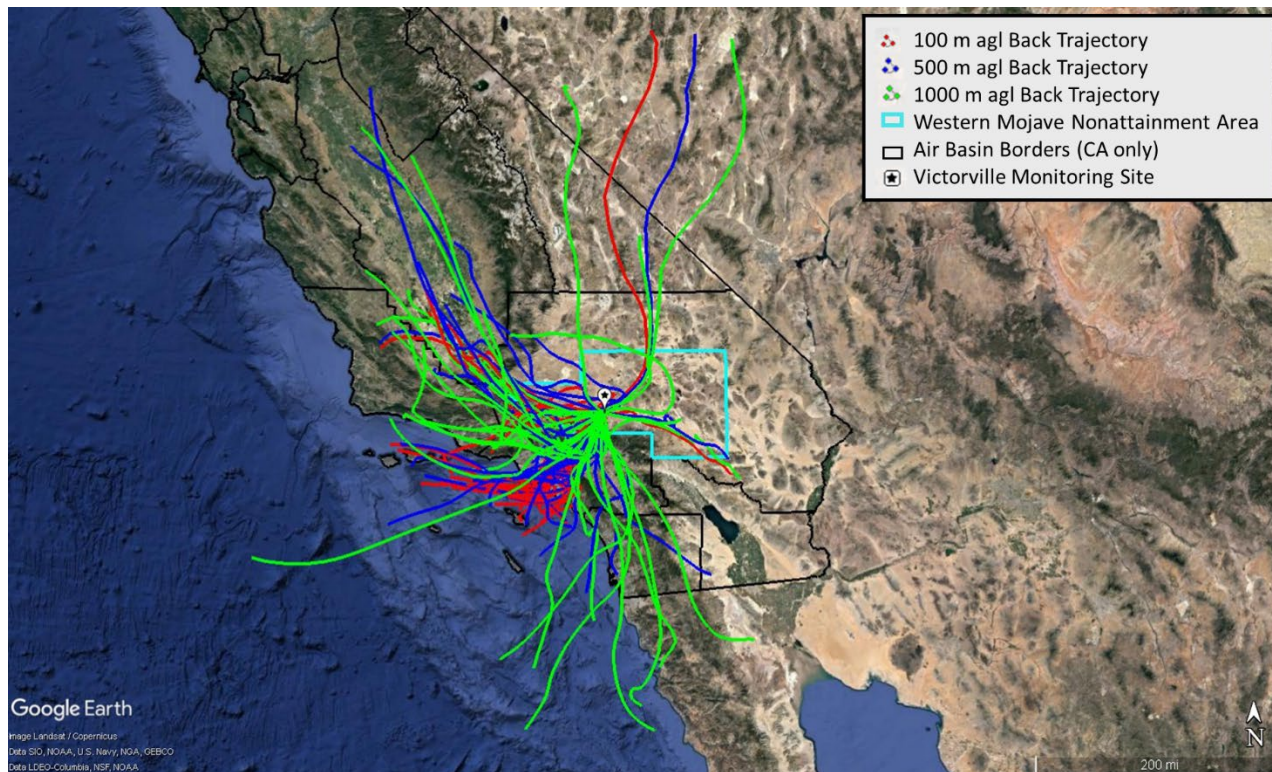 100 m agl Back Trajectory
500 m agl Back Trajectory
1000 m agl Back Trajectory
Western Mojave Nonattainment Area
Air Basin Borders (CA only)
Victorville Monitoring Site
Google Earth
Image Landsat / Copernicus
Data SIO, NOAA, U.S. Navy, NGA, GEBCO
Data LDEO-Columbia, NSF, NOAA
N
200 mi